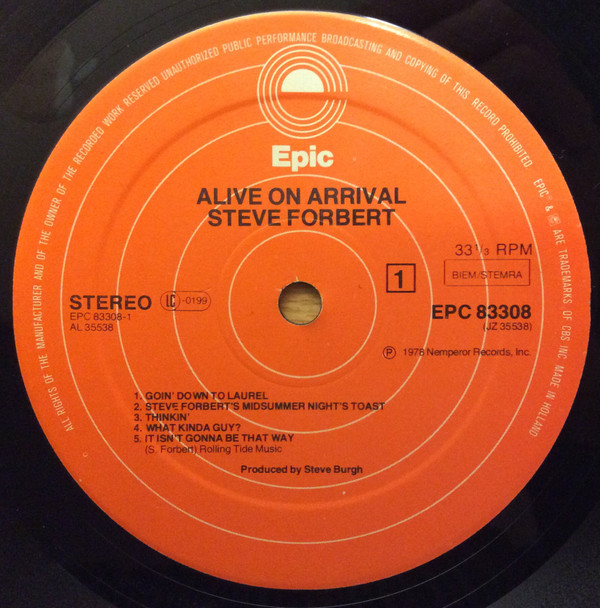 ALL RIGHTS OF THE MANUFACTURER AND OF THE OWNER OF THE RECORDED WORK RESERVED UNAUTHORIZED PUBLIC PERFORMANCE BROADCASTING AND COPYING OF THIS RECORD PROHIBITED. EPIC & ARE TRADEMARKS OF CBS INC MADE IN HOLLAND
Epic
ALIVE ON ARRIVAL
STEVE FORBERT
33 1/3 RPM
BIEM/STEMRA
1
STEREO LC-0199
EPC 83308-1
AL 35538
EPC 83308
(JZ 35538)
℗ 1978 Nemperor Records, Inc
1. GOIN' DOWN TO LAUREL
2. STEVE FORBERT'S MIDSUMMER NIGHT'S TOAST
3. THINKIN'
4. WHAT KINDA GUY?
5. IT ISN'T GONNA BE THAT WAY
(S. Forbert) Rolling Tide Music
Produced by Steve Burgh